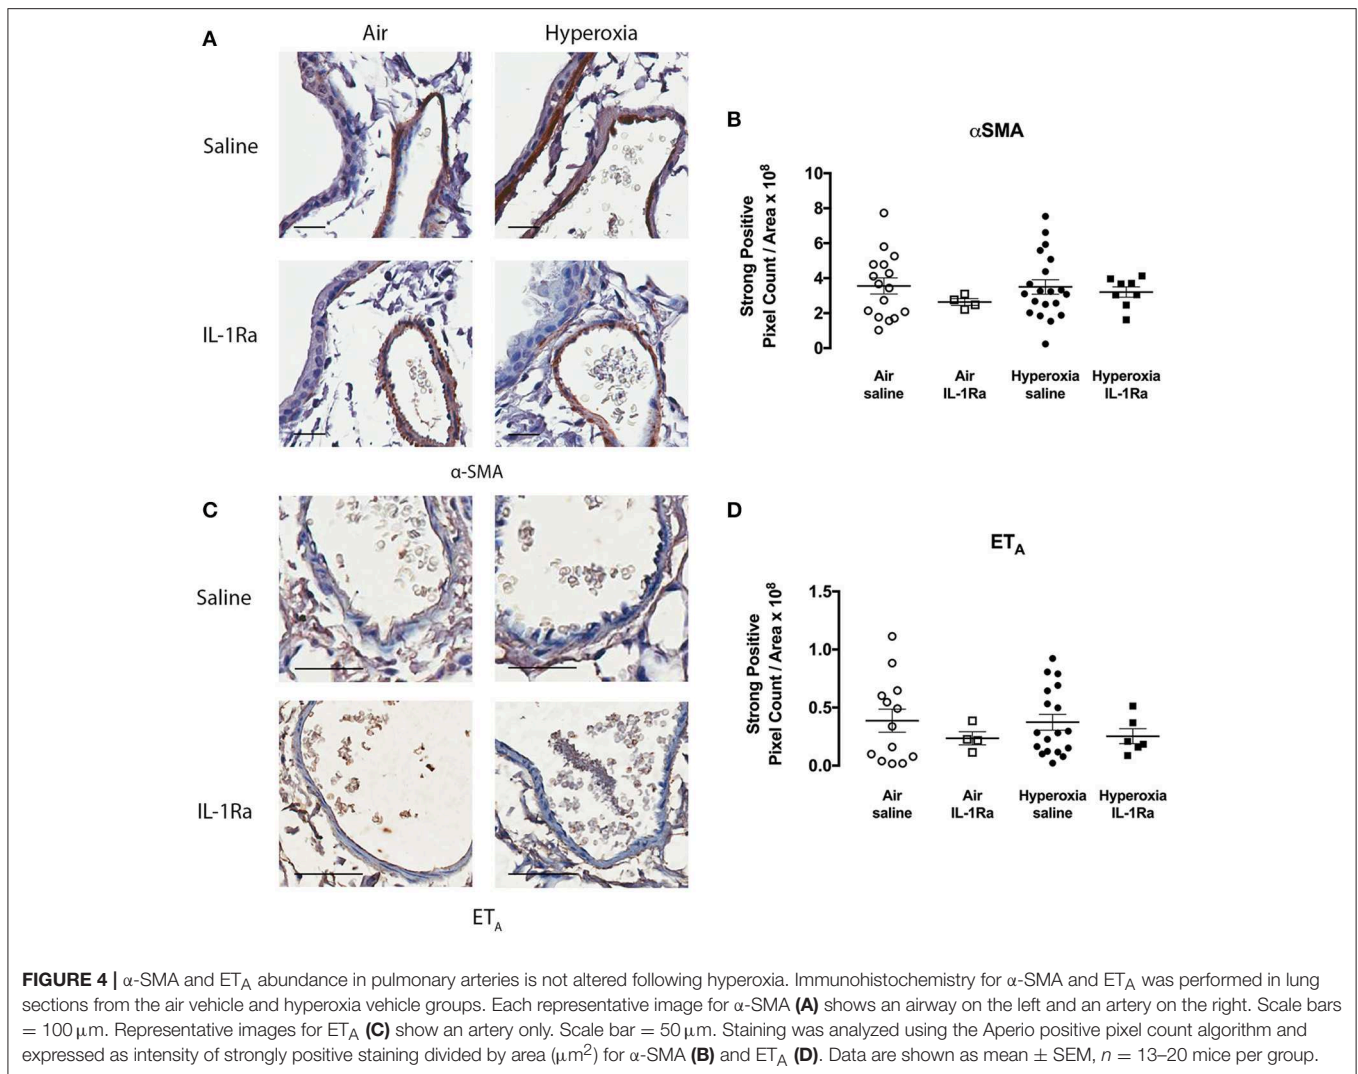 A
Air
Hyperoxia
Saline
IL-1Ra
α-SMA
B
αSMA
Strong Positive
Pixel Count / Area x 10⁸
10
8
6
4
2
0
Air
saline
Air
IL-1Ra
Hyperoxia
saline
Hyperoxia
IL-1Ra
C
Saline
IL-1Ra
ET_A
D
ET_A
Strong Positive
Pixel Count / Area x 10⁸
1.5
1.0
0.5
0.0
Air
saline
Air
IL-1Ra
Hyperoxia
saline
Hyperoxia
IL-1Ra
FIGURE 4 | α-SMA and ET_A abundance in pulmonary arteries is not altered following hyperoxia. Immunohistochemistry for α-SMA and ET_A was performed in lung
sections from the air vehicle and hyperoxia vehicle groups. Each representative image for α-SMA (A) shows an airway on the left and an artery on the right. Scale bars
= 100 μm. Representative images for ET_A (C) show an artery only. Scale bar = 50 μm. Staining was analyzed using the Aperio positive pixel count algorithm and
expressed as intensity of strongly positive staining divided by area (μm²) for α-SMA (B) and ET_A (D). Data are shown as mean ± SEM, n = 13–20 mice per group.